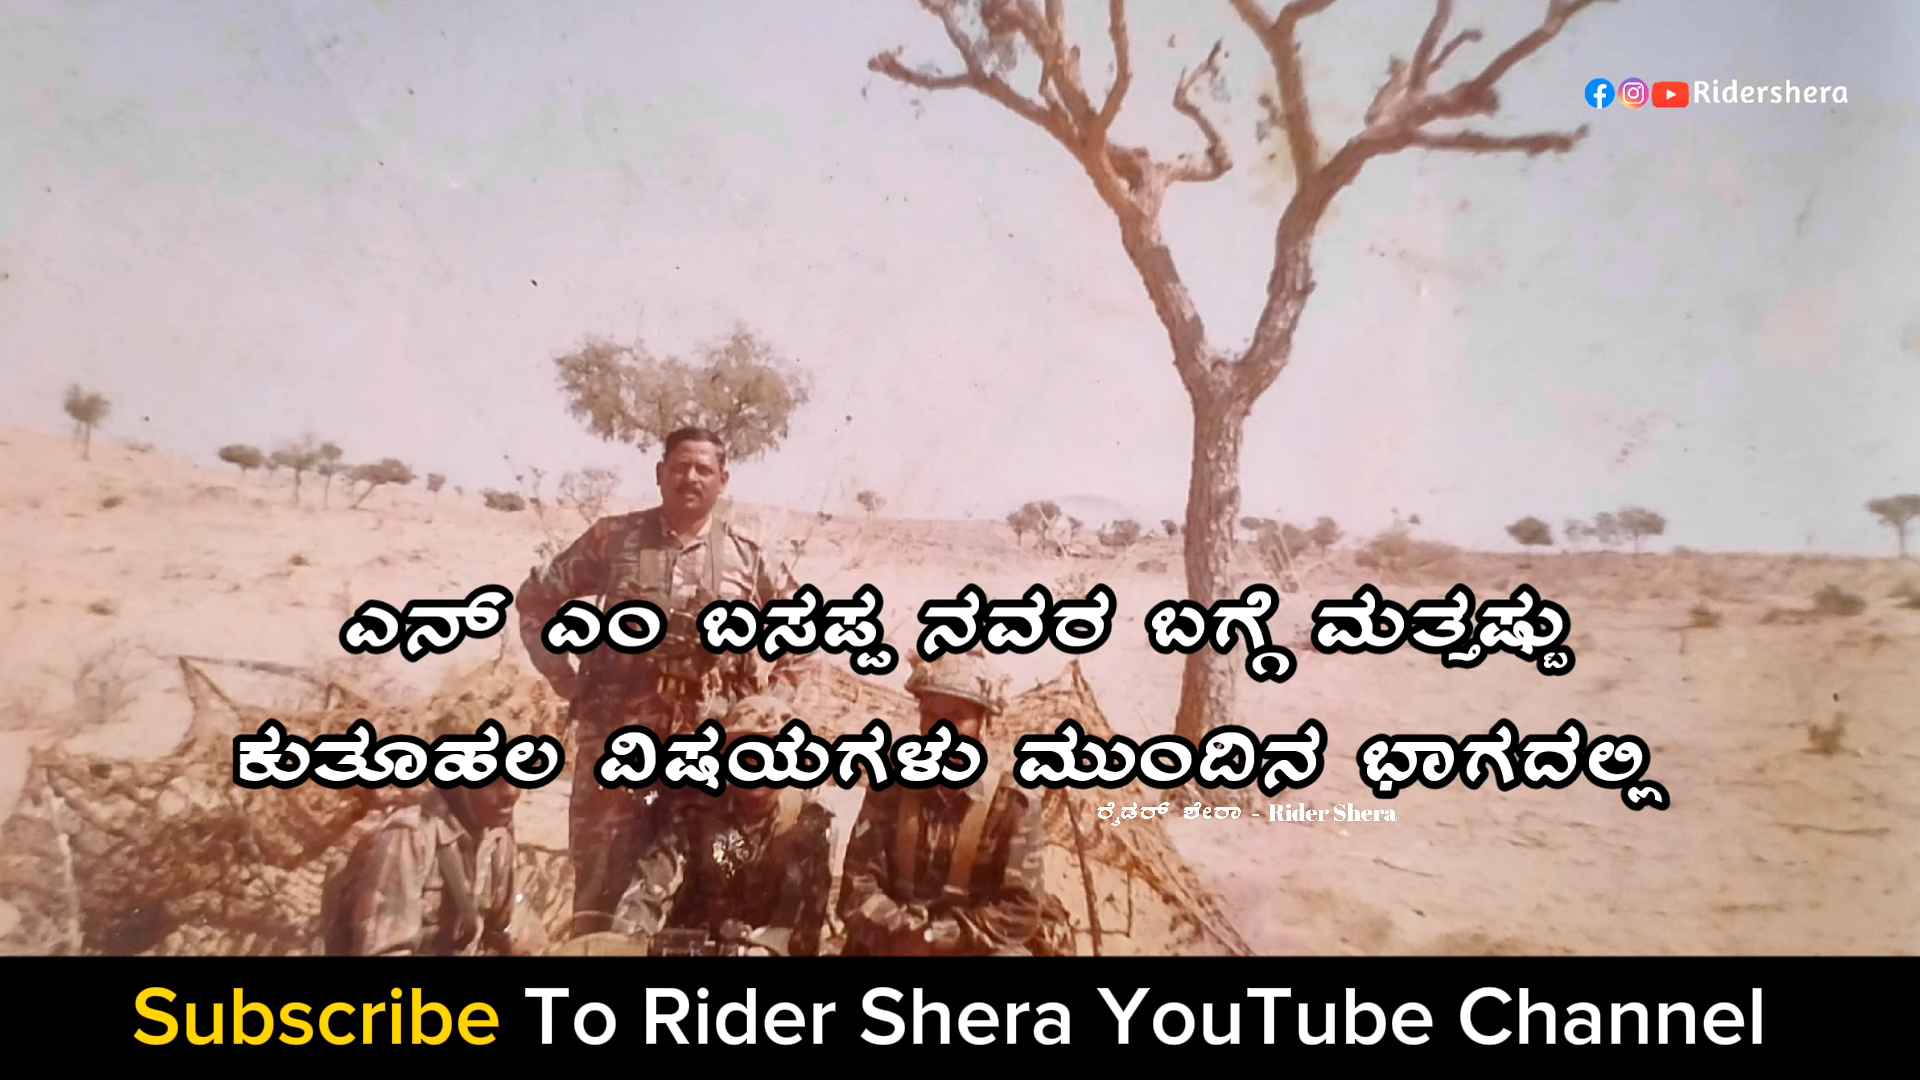 Ridershera
ಎನ್ ಎಂ ಬಸಪ್ಪ ನವರ ಬಗ್ಗೆ ಮತ್ತಷ್ಟು
ಕುತೂಹಲ ವಿಷಯಗಳು ಮುಂದಿನ ಭಾಗದಲ್ಲಿ
ರೈಡರ್ ಶೇರಾ - Rider Shera
Subscribe To Rider Shera YouTube Channel